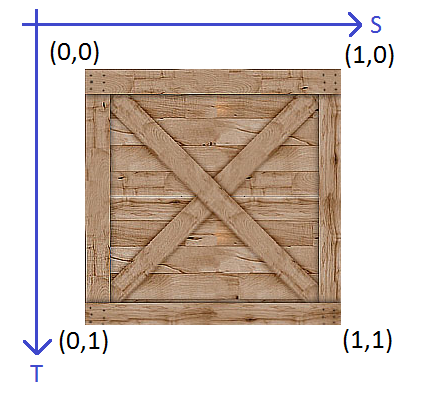 S
(0,0)
(1,0)
(0,1)
(1,1)
T